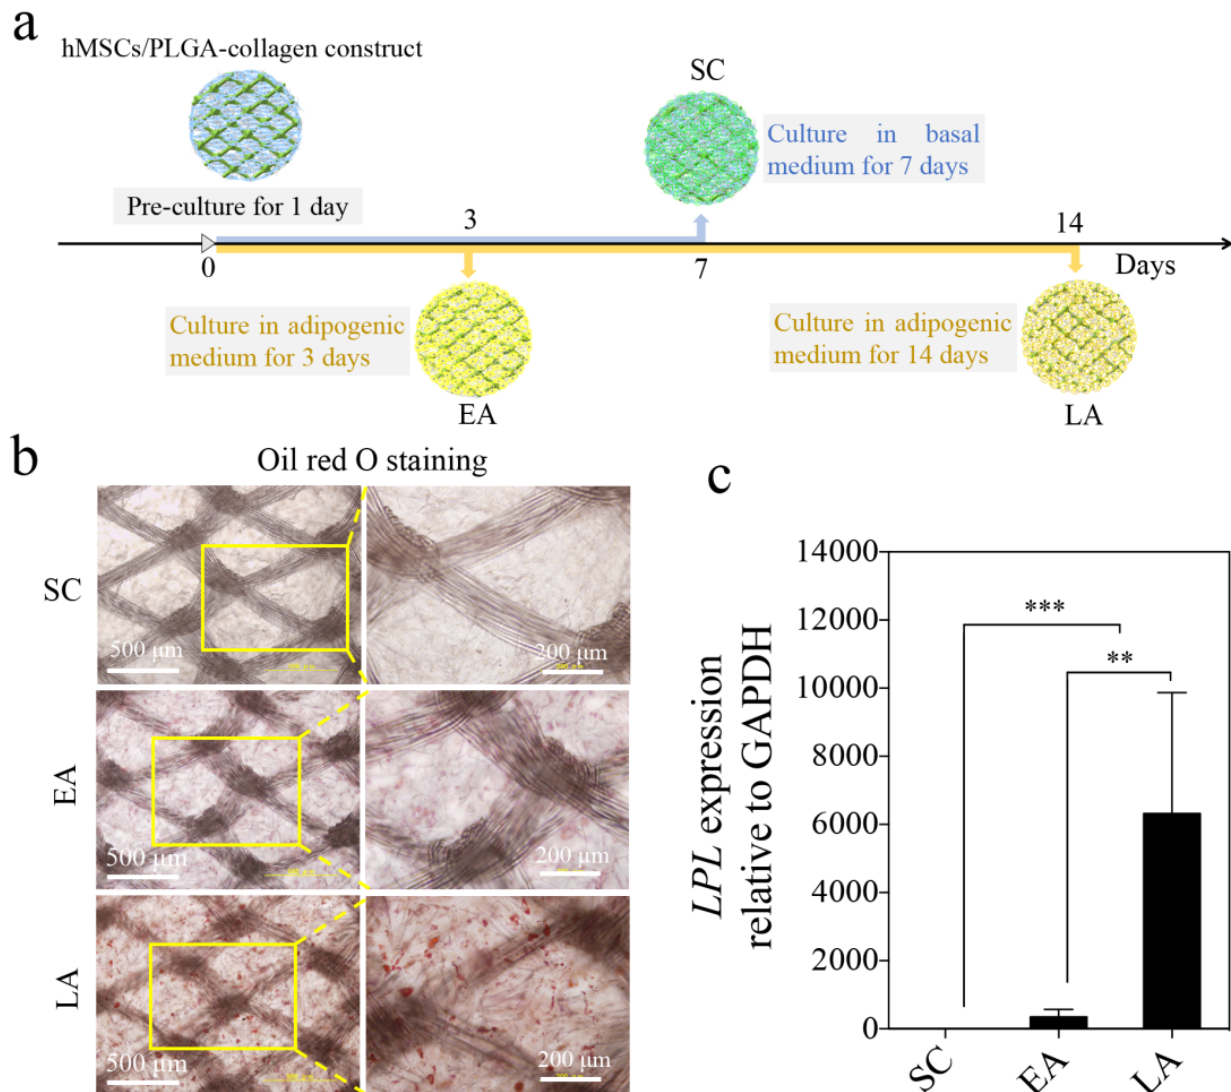 a
hMSCs/PLGA-collagen construct
SC
Culture in basal
medium for 7 days
Pre-culture for 1 day
3
14
0
7
Days
Culture in adipogenic
medium for 3 days
Culture in adipogenic
medium for 14 days
EA
LA
b
Oil red O staining
SC
500 μm
200 μm
EA
500 μm
200 μm
LA
500 μm
200 μm
c
LPL expression
relative to GAPDH
14000
12000
10000
8000
6000
4000
2000
0
***
**
SC
EA
LA